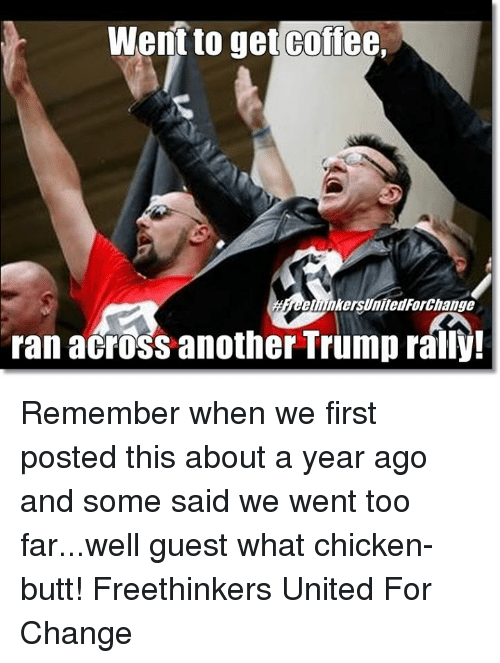 Went to get coffee,
#FreethinkersUnitedForChange
ran across another Trump rally!
Remember when we first
posted this about a year ago
and some said we went too
far...well guest what chicken-
butt! Freethinkers United For
Change